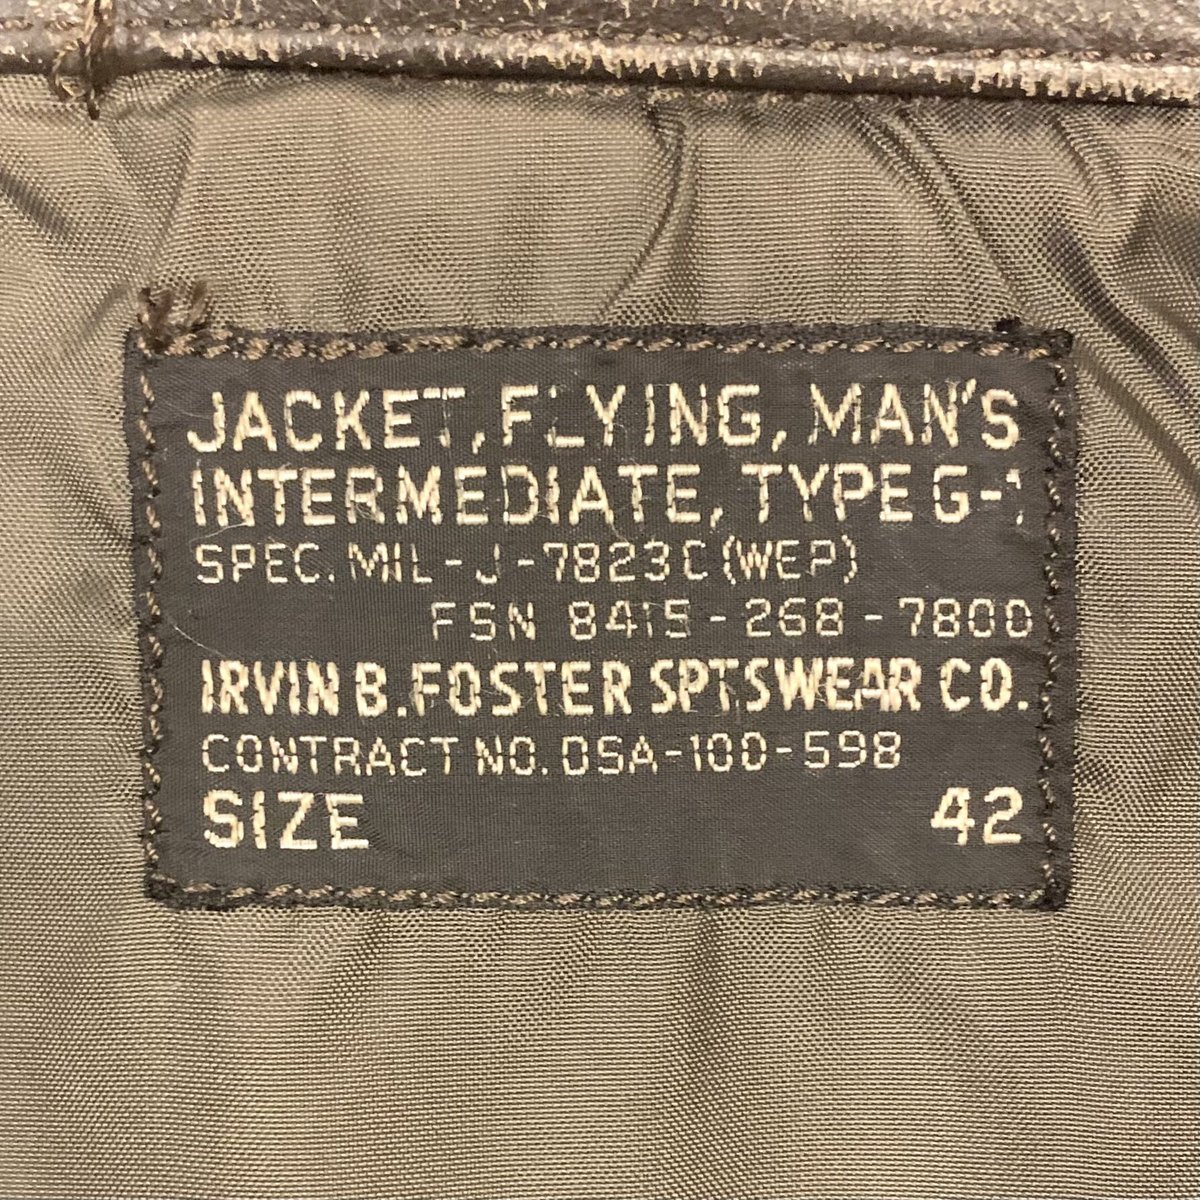 JACKET, FLYING, MAN'S
INTERMEDIATE, TYPE G-1
SPEC. MIL-J-7823C (WEP)
FSN 8415-268-7800
IRVIN B. FOSTER SPTSWEAR CO.
CONTRACT NO. DSA-100-598
SIZE 42